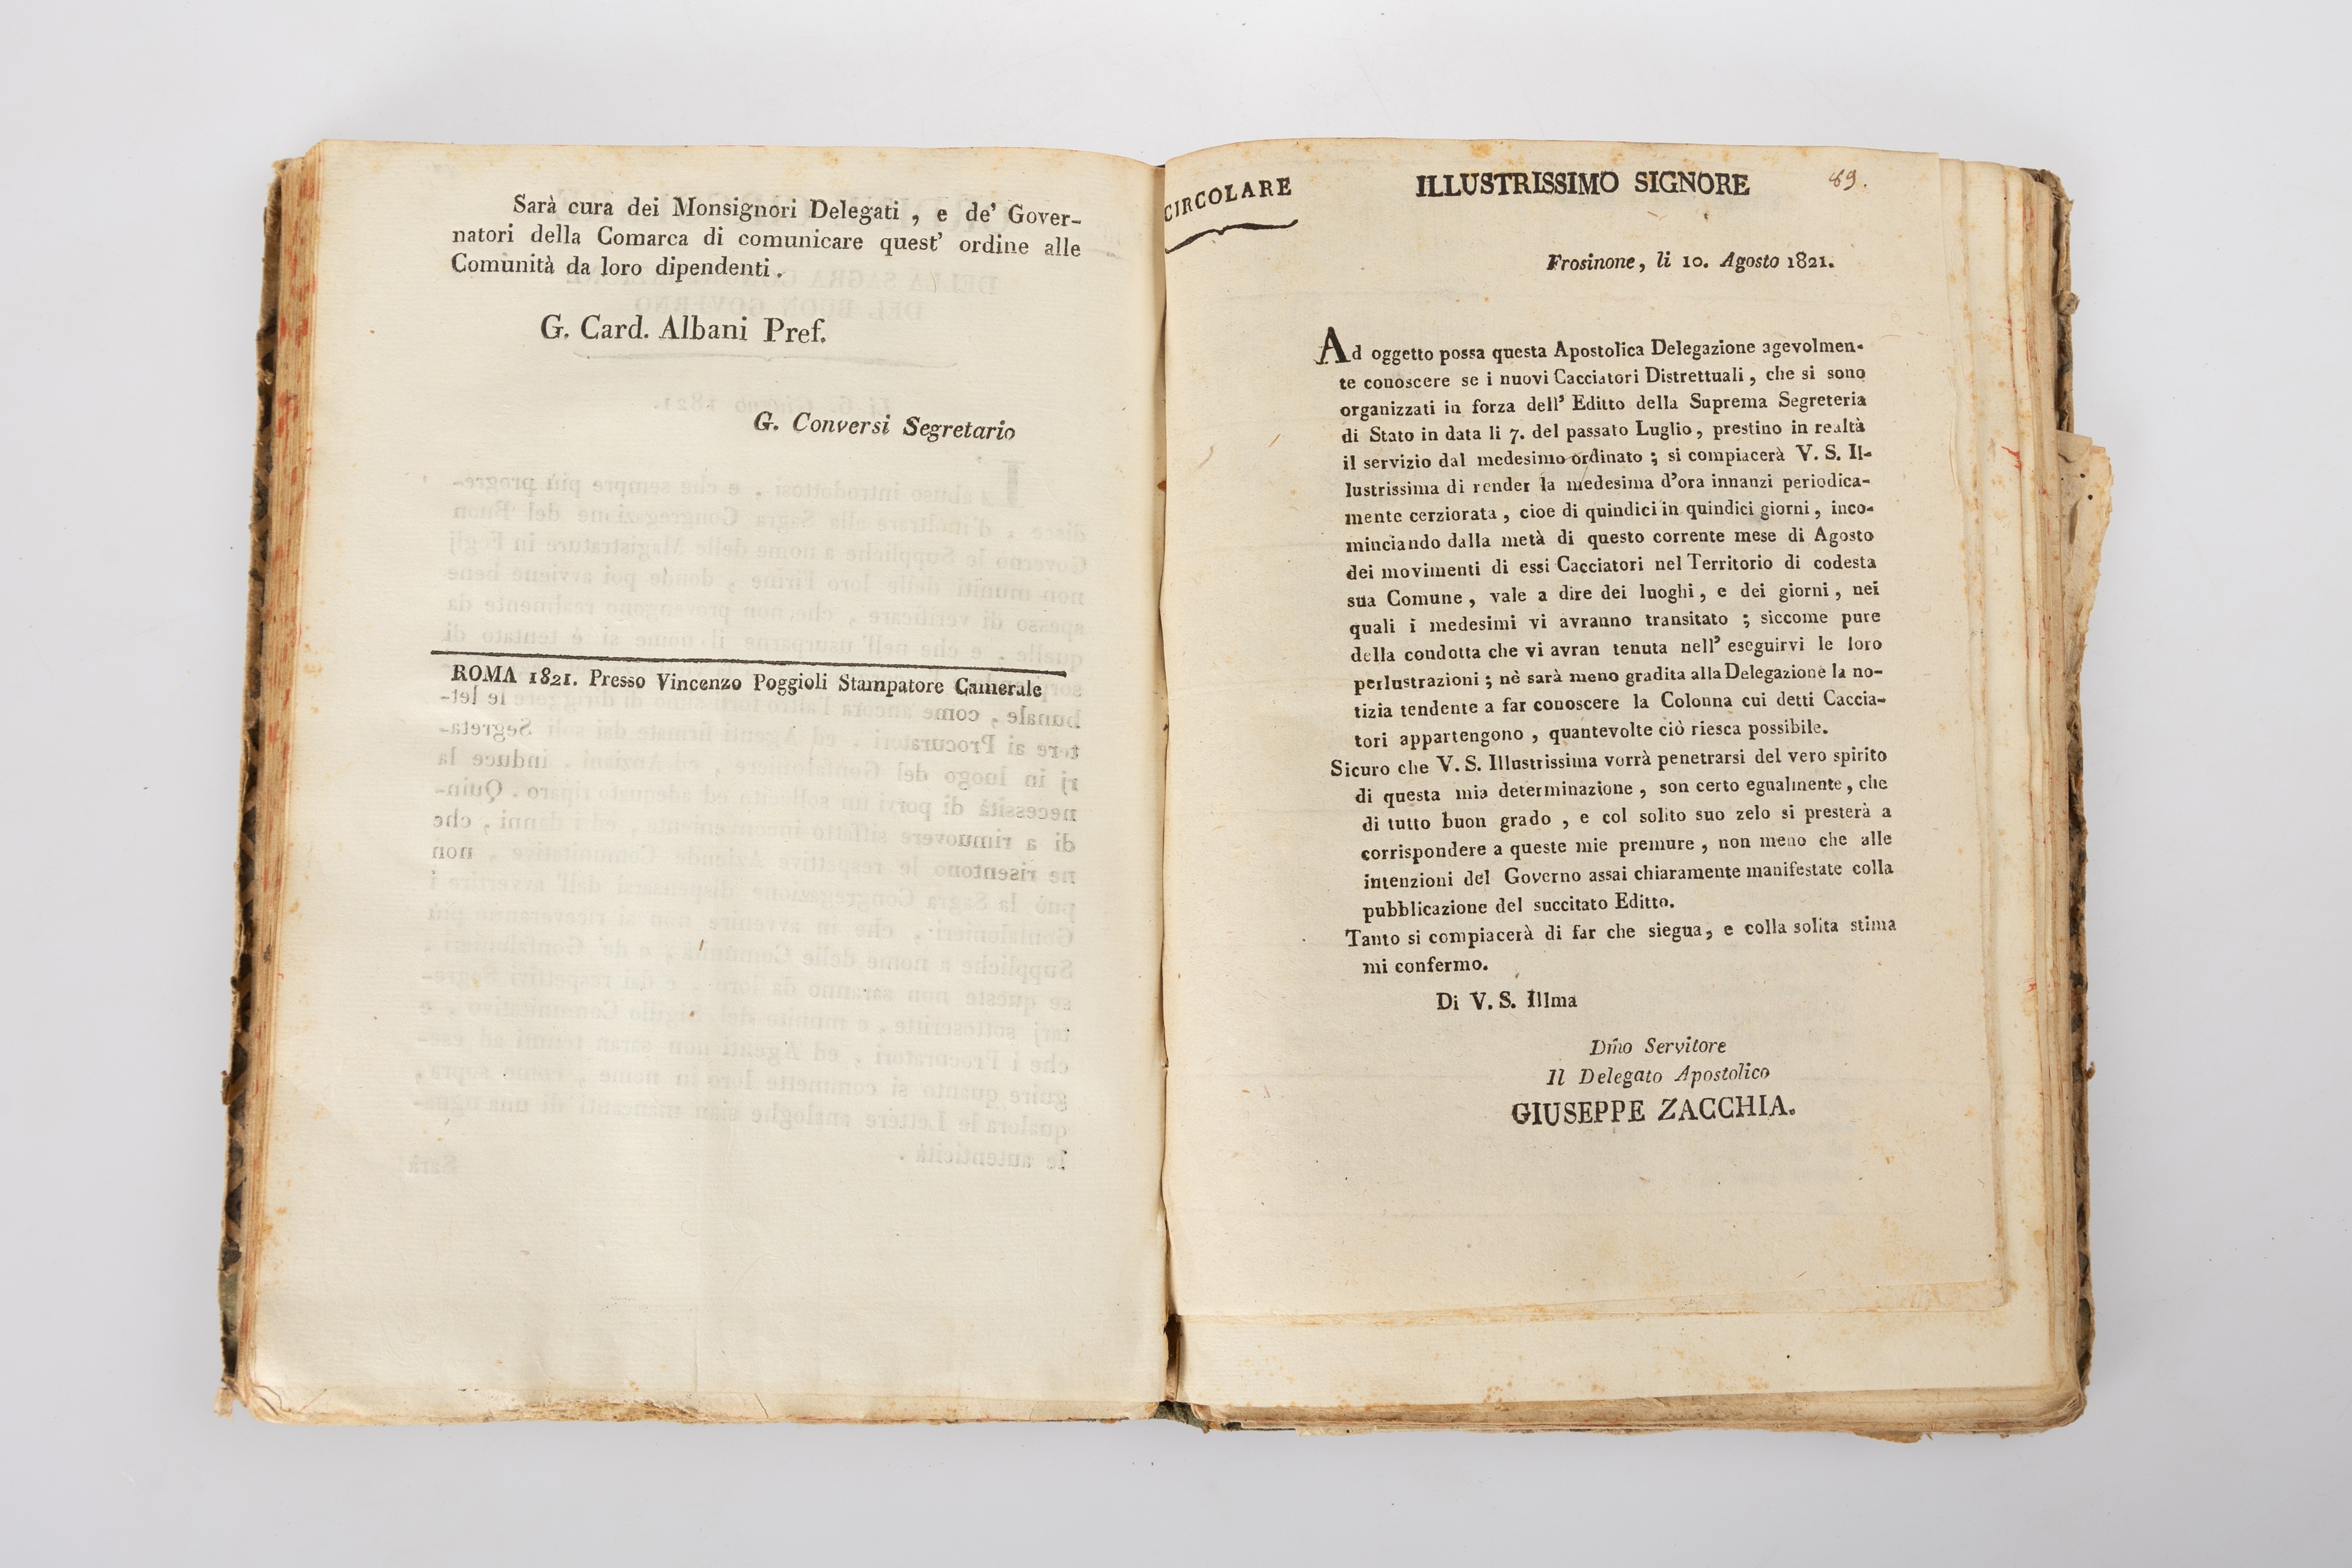 Sarà cura dei Monsignori Delegati , e de' Gover-
natori della Comarca di comunicare quest' ordine alle
Comunità da loro dipendenti .
G. Card. Albani Pref.
G. Conversi Segretario
ROMA 1821. Presso Vincenzo Poggioli Stampatore Camerale
CIRCOLARE
ILLUSTRISSIMO SIGNORE
89.
Frosinone, li 10. Agosto 1821.
Ad oggetto possa questa Apostolica Delegazione agevolmen-
te conoscere se i nuovi Cacciatori Distrettuali , che si sono
organizzati in forza dell' Editto della Suprema Segreteria
di Stato in data li 7. del passato Luglio , prestino in realtà
il servizio dal medesimo ordinato ; si compiacerà V. S. Il-
lustrissima di render la medesima d'ora innanzi periodica-
mente cerziorata , cioe di quindici in quindici giorni , inco-
minciando dalla metà di questo corrente mese di Agosto
dei movimenti di essi Cacciatori nel Territorio di codesta
sua Comune , vale a dire dei luoghi , e dei giorni , nei
quali i medesimi vi avranno transitato ; siccome pure
della condotta che vi avran tenuta nell' eseguirvi le loro
perlustrazioni ; nè sarà meno gradita alla Delegazione la no-
tizia tendente a far conoscere la Colonna cui detti Caccia-
tori appartengono , quantevolte ciò riesca possibile.
Sicuro che V. S. Illustrissima vorrà penetrarsi del vero spirito
di questa mia determinazione , son certo egualmente , che
di tutto buon grado , e col solito suo zelo si presterà a
corrispondere a queste mie premure , non meno che alle
intenzioni del Governo assai chiaramente manifestate colla
pubblicazione del succitato Editto.
Tanto si compiacerà di far che siegua, e colla solita stima
mi confermo.
Di V. S. Illma
Dm̃o Servitore
Il Delegato Apostolico
GIUSEPPE ZACCHIA.